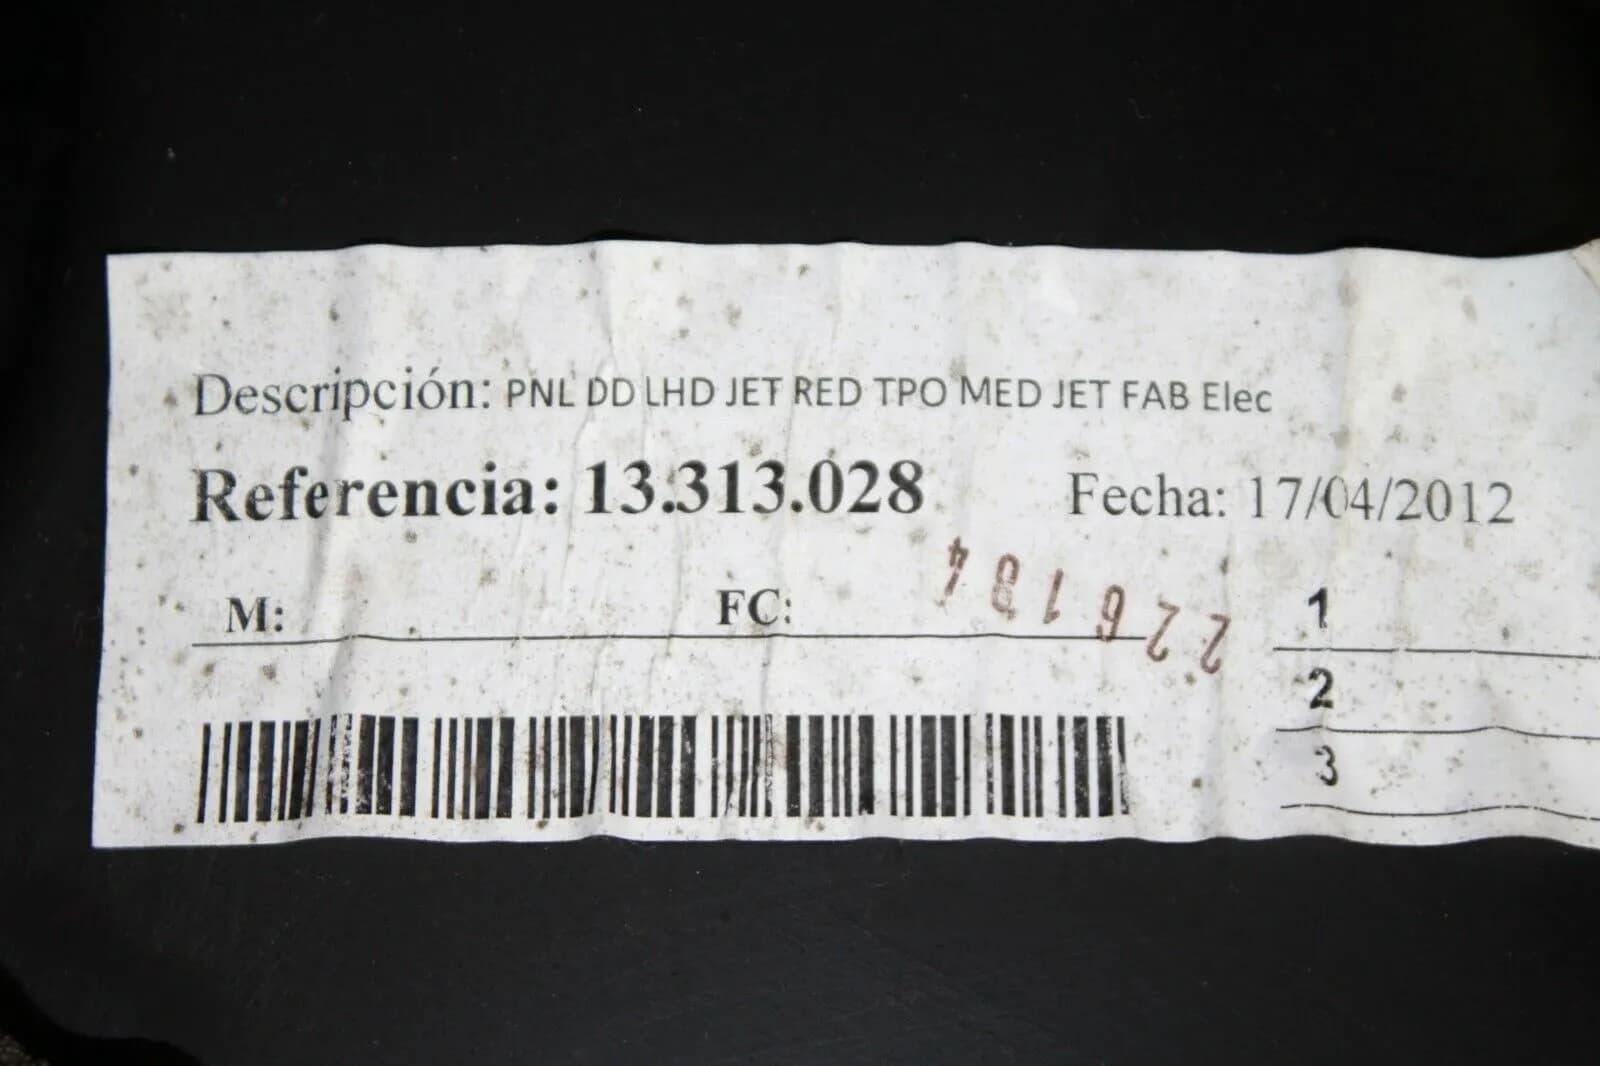 Descripción: PNL DD LHD JET RED TPO MED JET FAB Elec
Referencia: 13.313.028
Fecha: 17/04/2012
M:
FC:
1
2
3